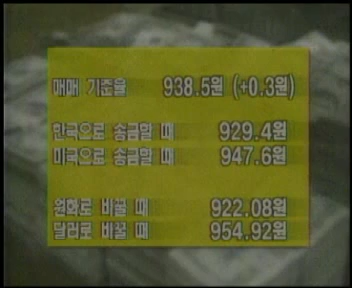 매매 기준율 938.5원 (+0.3원)
한국으로 송금할 때 929.4원
미국으로 송금할 때 947.6원
원화로 바꿀 때 922.08원
달러로 바꿀 때 954.92원